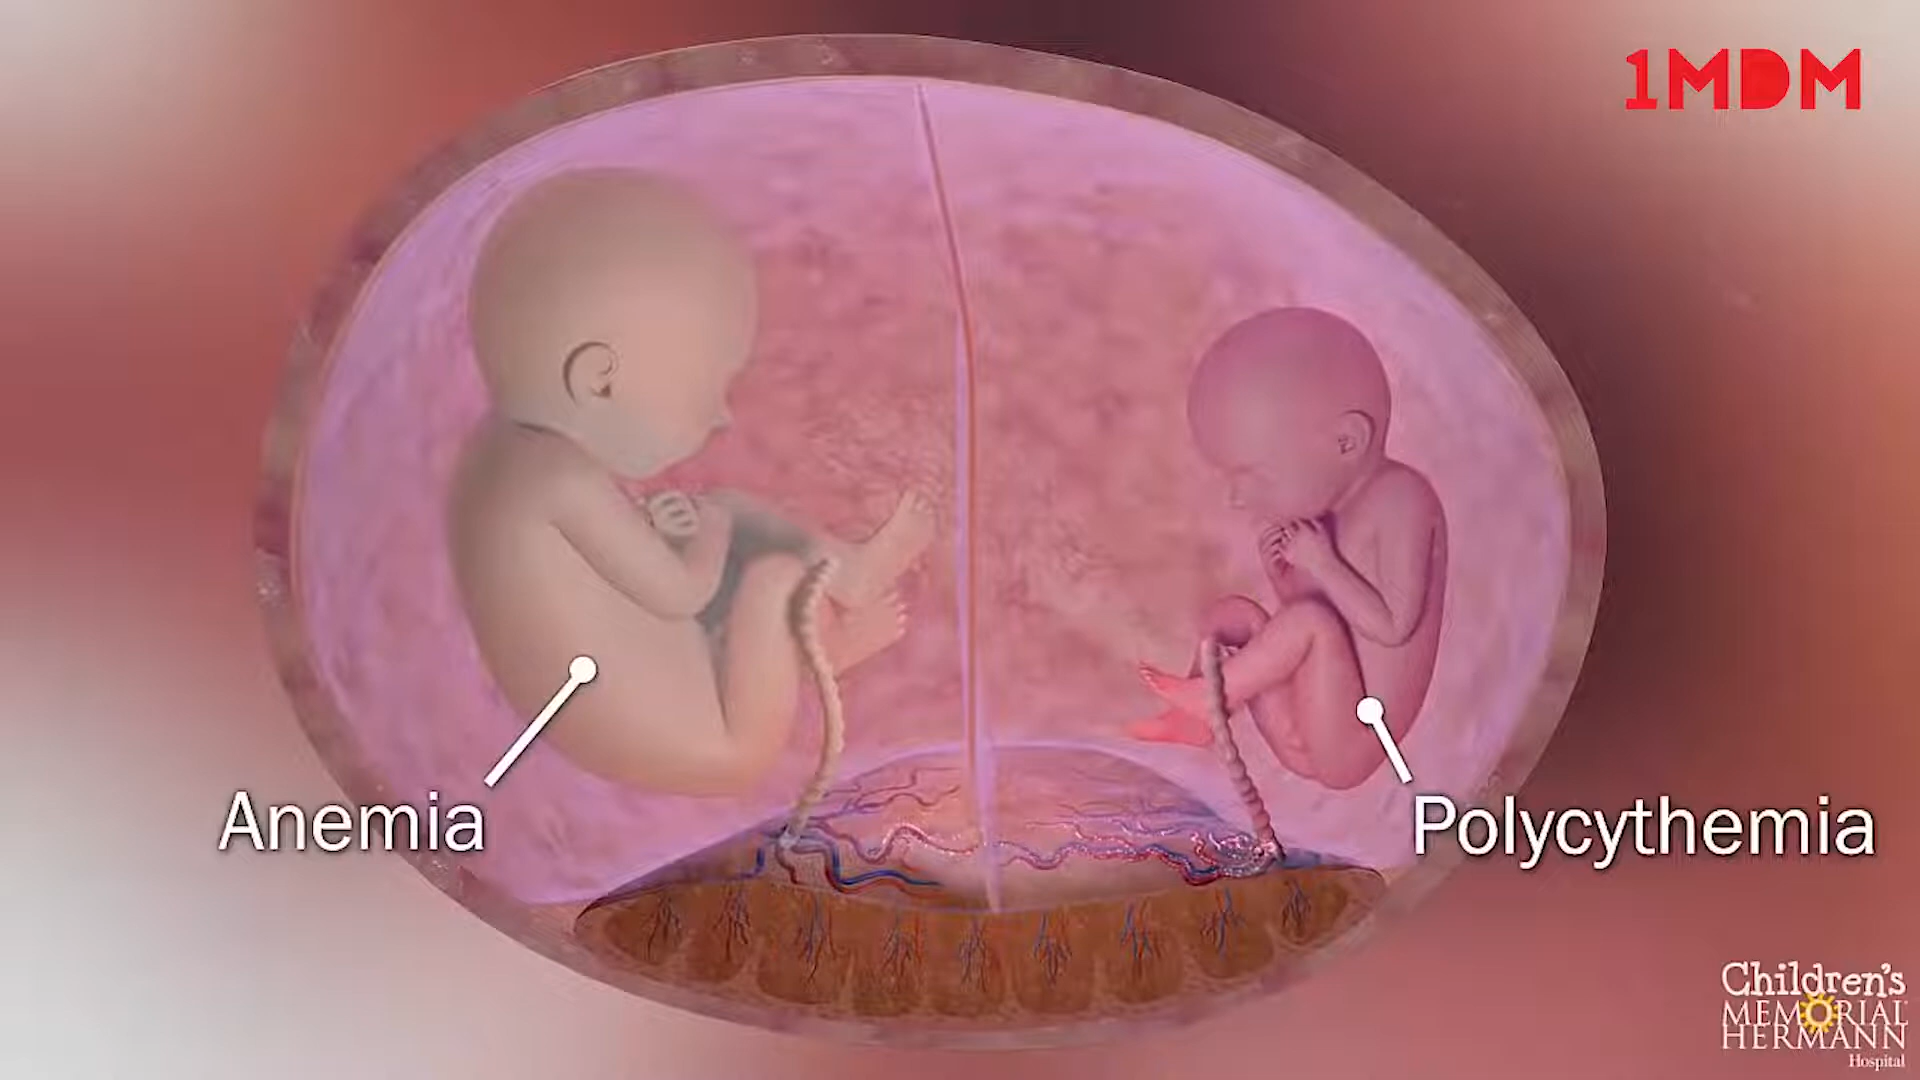 1MDM
Anemia
Polycythemia
Children's
MEMORIAL
HERMANN
Hospital